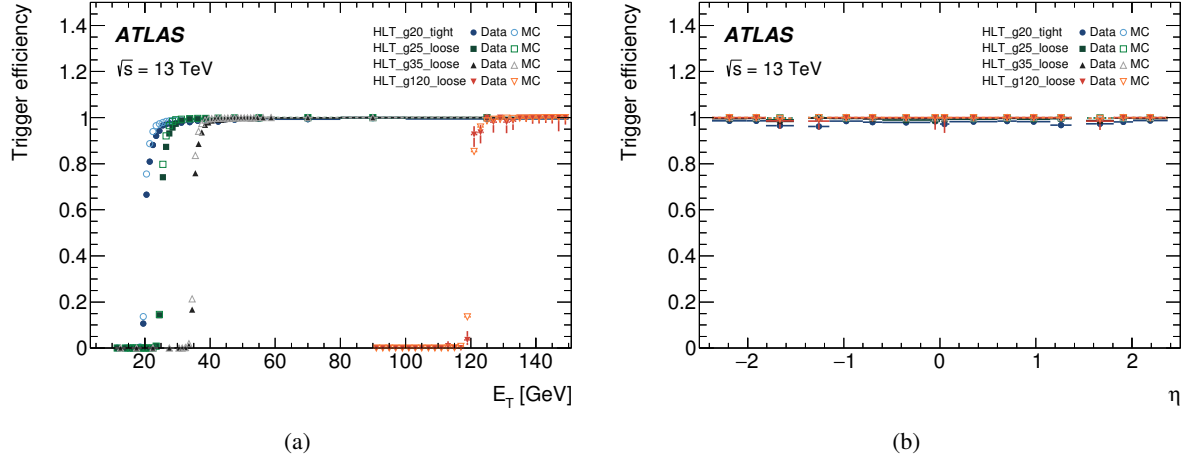 Trigger efficiency
1.4
1.2
1
0.8
0.6
0.4
0.2
0
ATLAS
√s = 13 TeV
HLT_g20_tight Data MC
HLT_g25_loose Data MC
HLT_g35_loose Data MC
HLT_g120_loose Data MC
20 40 60 80 100 120 140
E_T [GeV]
(a)
Trigger efficiency
1.4
1.2
1
0.8
0.6
0.4
0.2
0
ATLAS
√s = 13 TeV
HLT_g20_tight Data MC
HLT_g25_loose Data MC
HLT_g35_loose Data MC
HLT_g120_loose Data MC
−2 −1 0 1 2
η
(b)